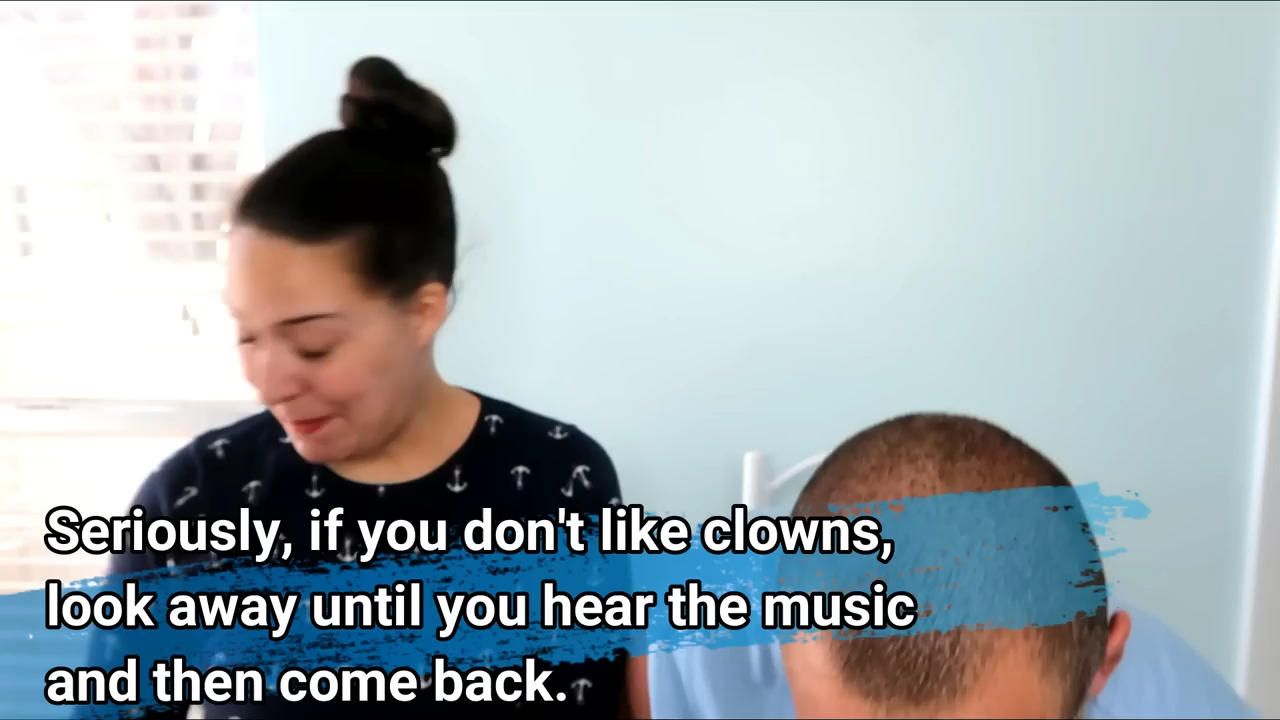 Seriously, if you don't like clowns,
look away until you hear the music
and then come back.